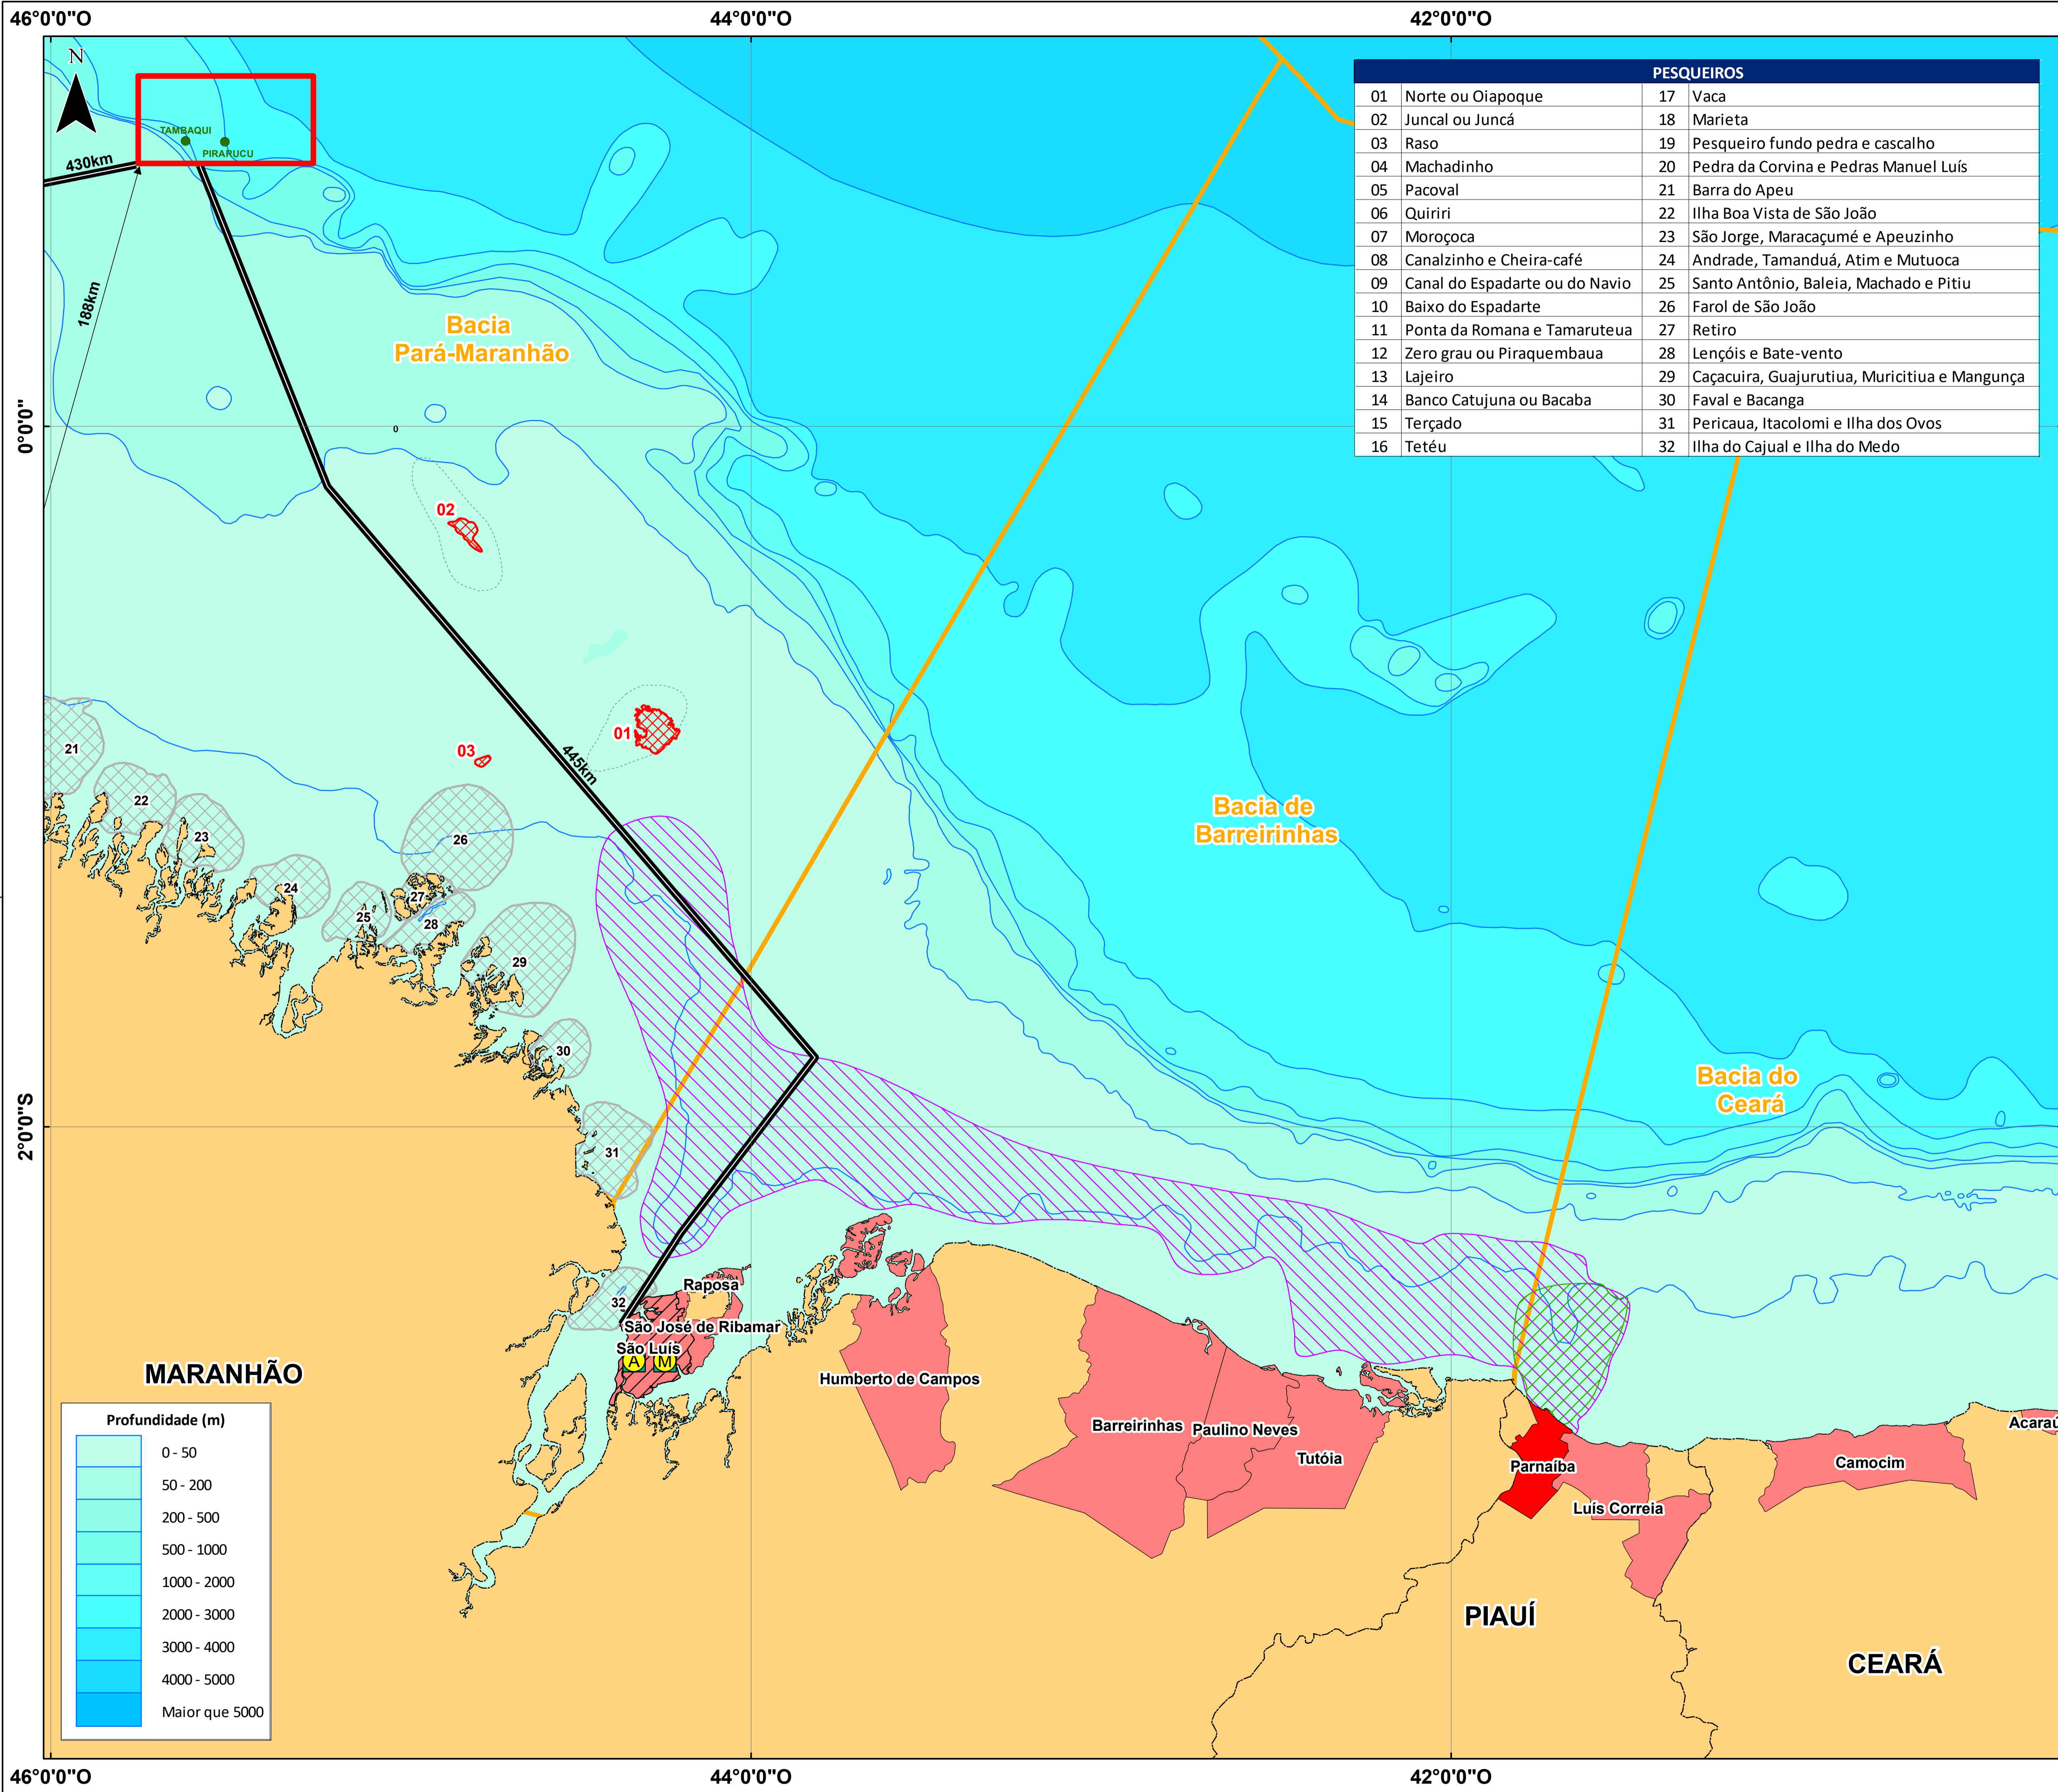 46°0'0"O
44°0'0"O
42°0'0"O
N
TAMBAQUI
PIRARUCU
430km
188km
PESQUEIROS
01 Norte ou Oiapoque 17 Vaca
02 Juncal ou Juncá 18 Marieta
03 Raso 19 Pesqueiro fundo pedra e cascalho
04 Machadinho 20 Pedra da Corvina e Pedras Manuel Luís
05 Pacoval 21 Barra do Apeu
06 Quiriri 22 Ilha Boa Vista de São João
07 Moroçoca 23 São Jorge, Maracaçumé e Apeuzinho
08 Canalzinho e Cheira-café 24 Andrade, Tamanduá, Atim e Mutuoca
09 Canal do Espadarte ou do Navio 25 Santo Antônio, Baleia, Machado e Pitiu
10 Baixo do Espadarte 26 Farol de São João
11 Ponta da Romana e Tamaruteua 27 Retiro
12 Zero grau ou Piraquembaua 28 Lençóis e Bate-vento
13 Lajeiro 29 Caçacuira, Guajurutiua, Muricitiua e Mangunça
14 Banco Catujuna ou Bacaba 30 Faval e Bacanga
15 Terçado 31 Pericaua, Itacolomi e Ilha dos Ovos
16 Tetéu 32 Ilha do Cajual e Ilha do Medo
Bacia
Pará-Maranhão
0°0'0"
0
02
01
03
445km
21
22
23
24
25
26
27
28
29
30
31
32
Bacia de
Barreirinhas
Bacia do
Ceará
2°0'0"S
Raposa
São José de Ribamar
São Luís
A
M
MARANHÃO
Humberto de Campos
Barreirinhas
Paulino Neves
Tutóia
Parnaíba
Luís Correia
Camocim
Acaraú
PIAUÍ
CEARÁ
Profundidade (m)
0 - 50
50 - 200
200 - 500
500 - 1000
1000 - 2000
2000 - 3000
3000 - 4000
4000 - 5000
Maior que 5000
46°0'0"O
44°0'0"O
42°0'0"O